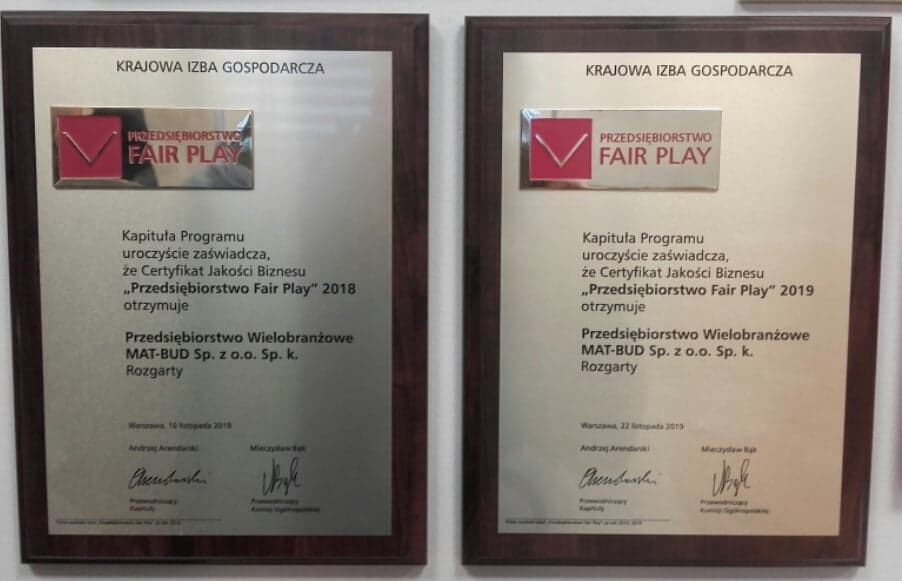 KRAJOWA IZBA GOSPODARCZA
PRZEDSIĘBIORSTWO
FAIR PLAY
Kapituła Programu
uroczyście zaświadcza,
że Certyfikat Jakości Biznesu
„Przedsiębiorstwo Fair Play” 2018
otrzymuje
Przedsiębiorstwo Wielobranżowe
MAT-BUD Sp. z o.o. Sp. k.
Rozgarty
Warszawa, 16 listopada 2018
Andrzej Arendarski
Mieczysław Bąk
Przewodniczący
Kapituły
Przewodniczący
Komisji Ogólnopolskiej
KRAJOWA IZBA GOSPODARCZA
PRZEDSIĘBIORSTWO
FAIR PLAY
Kapituła Programu
uroczyście zaświadcza,
że Certyfikat Jakości Biznesu
„Przedsiębiorstwo Fair Play” 2019
otrzymuje
Przedsiębiorstwo Wielobranżowe
MAT-BUD Sp. z o.o. Sp. k.
Rozgarty
Warszawa, 22 listopada 2019
Andrzej Arendarski
Mieczysław Bąk
Przewodniczący
Kapituły
Przewodniczący
Komisji Ogólnopolskiej